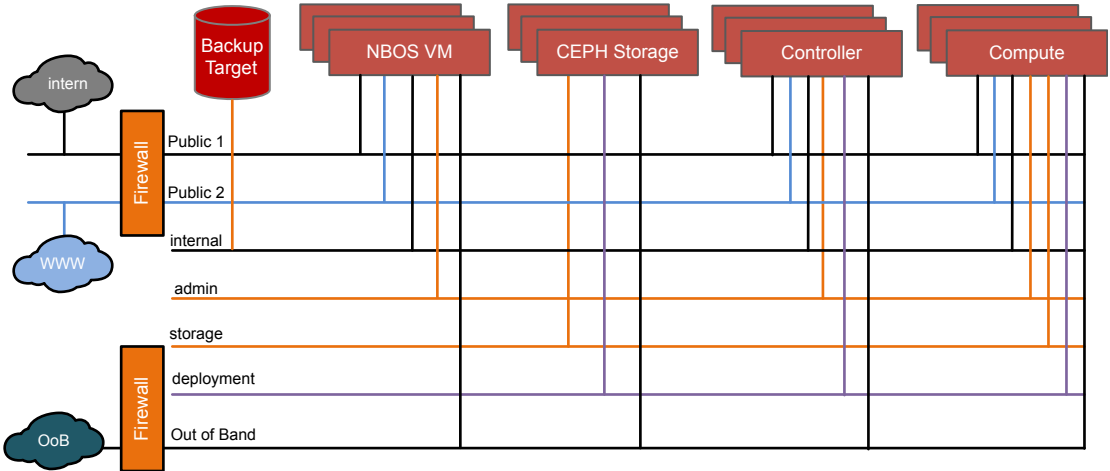 Backup
Target
NBOS VM
CEPH Storage
Controller
Compute
intern
Firewall
Public 1
Public 2
WWW
internal
admin
storage
deployment
Firewall
OoB
Out of Band